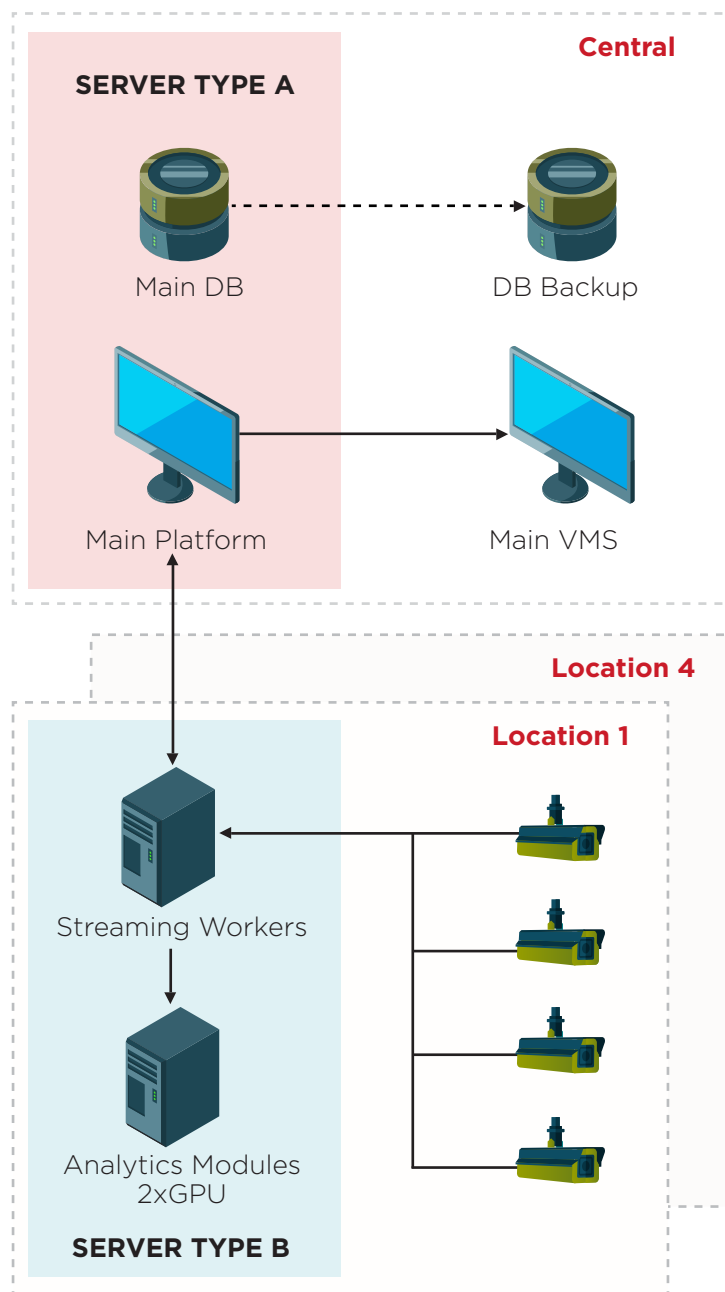 Central
SERVER TYPE A
Main DB
DB Backup
Main Platform
Main VMS
Location 4
Location 1
Streaming Workers
Analytics Modules
2xGPU
SERVER TYPE B